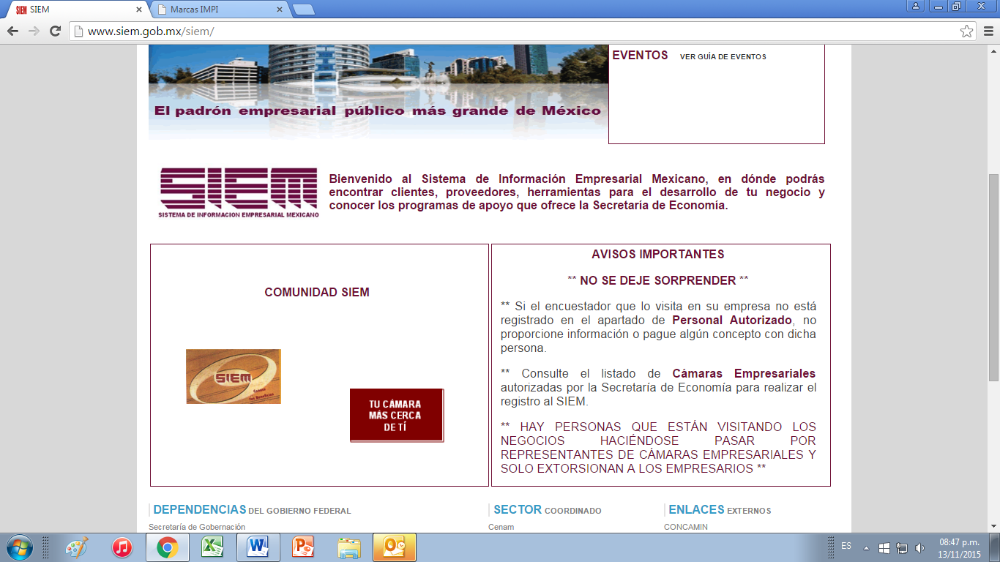 SIEM SIEM
Marcas IMPI
www.siem.gob.mx/siem/
EVENTOS VER GUÍA DE EVENTOS
El padrón empresarial público más grande de México
SIEM
SISTEMA DE INFORMACION EMPRESARIAL MEXICANO
Bienvenido al Sistema de Información Empresarial Mexicano, en dónde podrás
encontrar clientes, proveedores, herramientas para el desarrollo de tu negocio y
conocer los programas de apoyo que ofrece la Secretaría de Economía.
COMUNIDAD SIEM
SIEM
Conoce
tus Beneficios
TU CÁMARA
MÁS CERCA
DE TÍ
AVISOS IMPORTANTES
** NO SE DEJE SORPRENDER **
** Si el encuestador que lo visita en su empresa no está
registrado en el apartado de Personal Autorizado, no
proporcione información o pague algún concepto con dicha
persona.
** Consulte el listado de Cámaras Empresariales
autorizadas por la Secretaría de Economía para realizar el
registro al SIEM.
** HAY PERSONAS QUE ESTÁN VISITANDO LOS
NEGOCIOS HACIÉNDOSE PASAR POR
REPRESENTANTES DE CÁMARAS EMPRESARIALES Y
SOLO EXTORSIONAN A LOS EMPRESARIOS **
DEPENDENCIAS DEL GOBIERNO FEDERAL
Secretaría de Gobernación
SECTOR COORDINADO
Cenam
ENLACES EXTERNOS
CONCAMIN
ES
08:47 p.m.
13/11/2015